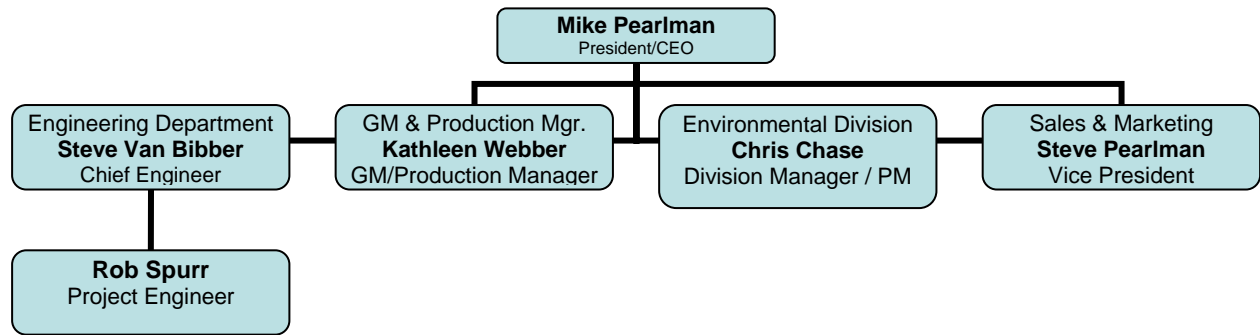 Mike Pearlman
President/CEO
Engineering Department
Steve Van Bibber
Chief Engineer
GM & Production Mgr.
Kathleen Webber
GM/Production Manager
Environmental Division
Chris Chase
Division Manager / PM
Sales & Marketing
Steve Pearlman
Vice President
Rob Spurr
Project Engineer